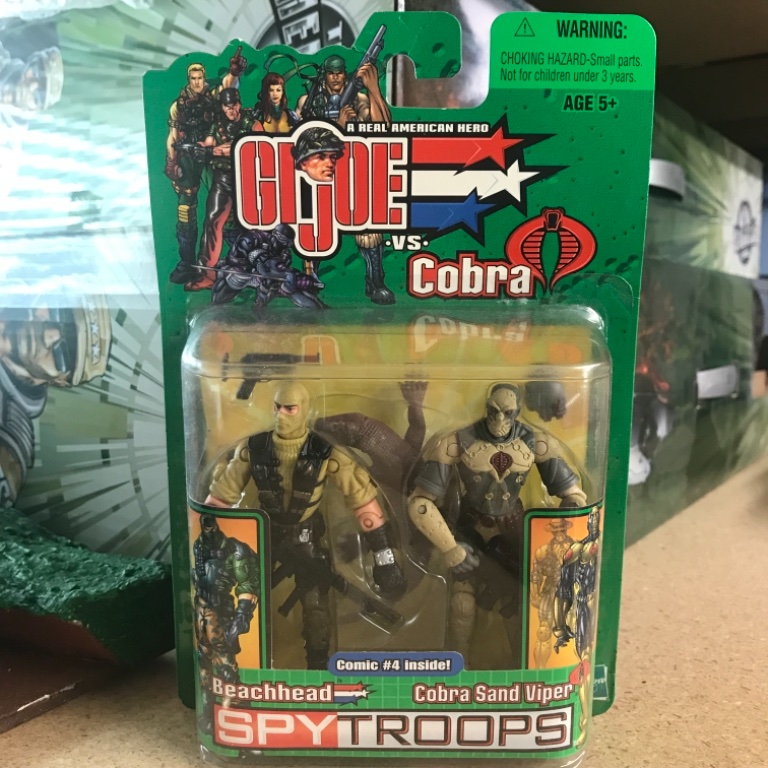 WARNING:
CHOKING HAZARD-Small parts.
Not for children under 3 years.
AGE 5+
A REAL AMERICAN HERO
GI JOE
·VS·
Cobra
Comic #4 inside!
Beachhead
Cobra Sand Viper
SPYTROOPS